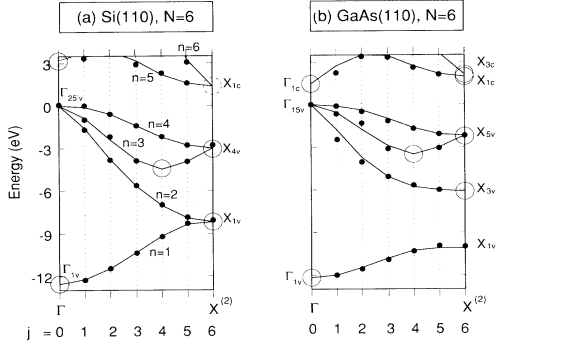 (a) Si(110), N=6
(b) GaAs(110), N=6
Energy (eV)
3
0
-3
-6
-9
-12
n=6
n=5
n=4
n=3
n=2
n=1
Γ25'v
Γ1v
X1c
X4v
X1v
Γ1c
Γ15v
Γ1v
X3c
X1c
X5v
X3v
X1v
Γ X(2)
Γ X(2)
j = 0 1 2 3 4 5 6
0 1 2 3 4 5 6